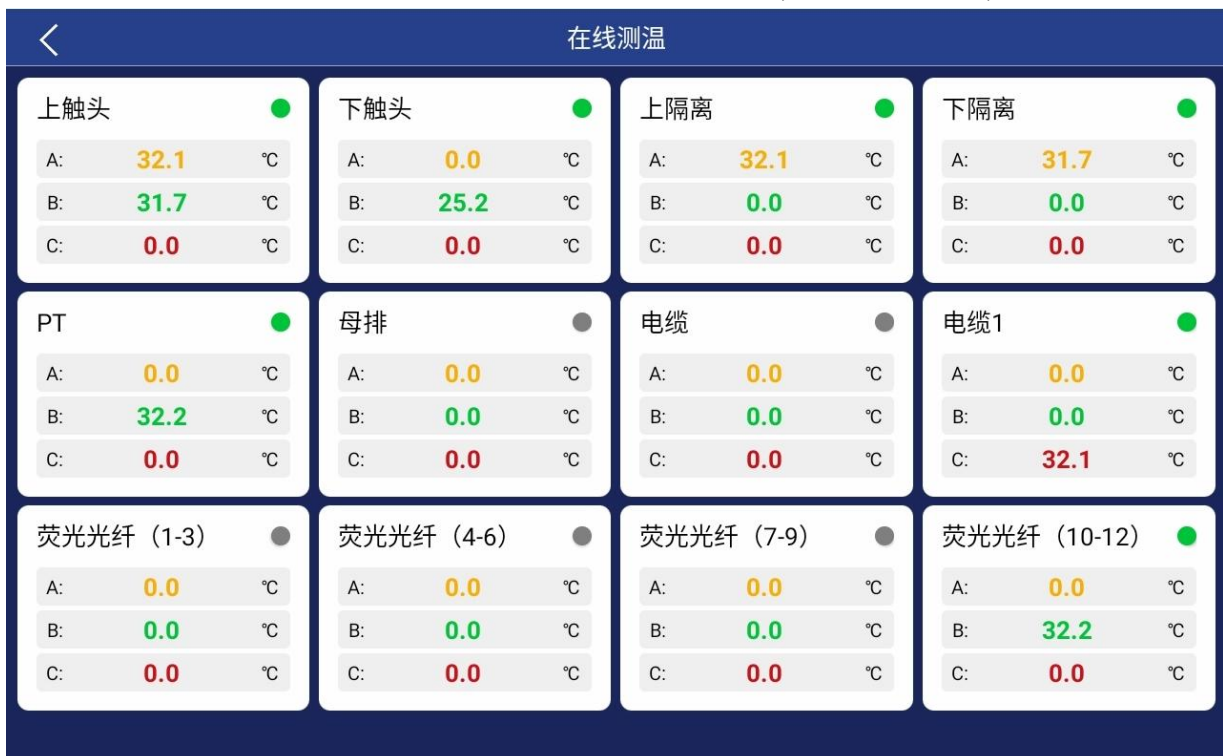 在线测温
上触头
A: 32.1 ℃
B: 31.7 ℃
C: 0.0 ℃
下触头
A: 0.0 ℃
B: 25.2 ℃
C: 0.0 ℃
上隔离
A: 32.1 ℃
B: 0.0 ℃
C: 0.0 ℃
下隔离
A: 31.7 ℃
B: 0.0 ℃
C: 0.0 ℃
PT
A: 0.0 ℃
B: 32.2 ℃
C: 0.0 ℃
母排
A: 0.0 ℃
B: 0.0 ℃
C: 0.0 ℃
电缆
A: 0.0 ℃
B: 0.0 ℃
C: 0.0 ℃
电缆1
A: 0.0 ℃
B: 0.0 ℃
C: 32.1 ℃
荧光光纤（1-3）
A: 0.0 ℃
B: 0.0 ℃
C: 0.0 ℃
荧光光纤（4-6）
A: 0.0 ℃
B: 0.0 ℃
C: 0.0 ℃
荧光光纤（7-9）
A: 0.0 ℃
B: 0.0 ℃
C: 0.0 ℃
荧光光纤（10-12）
A: 0.0 ℃
B: 32.2 ℃
C: 0.0 ℃